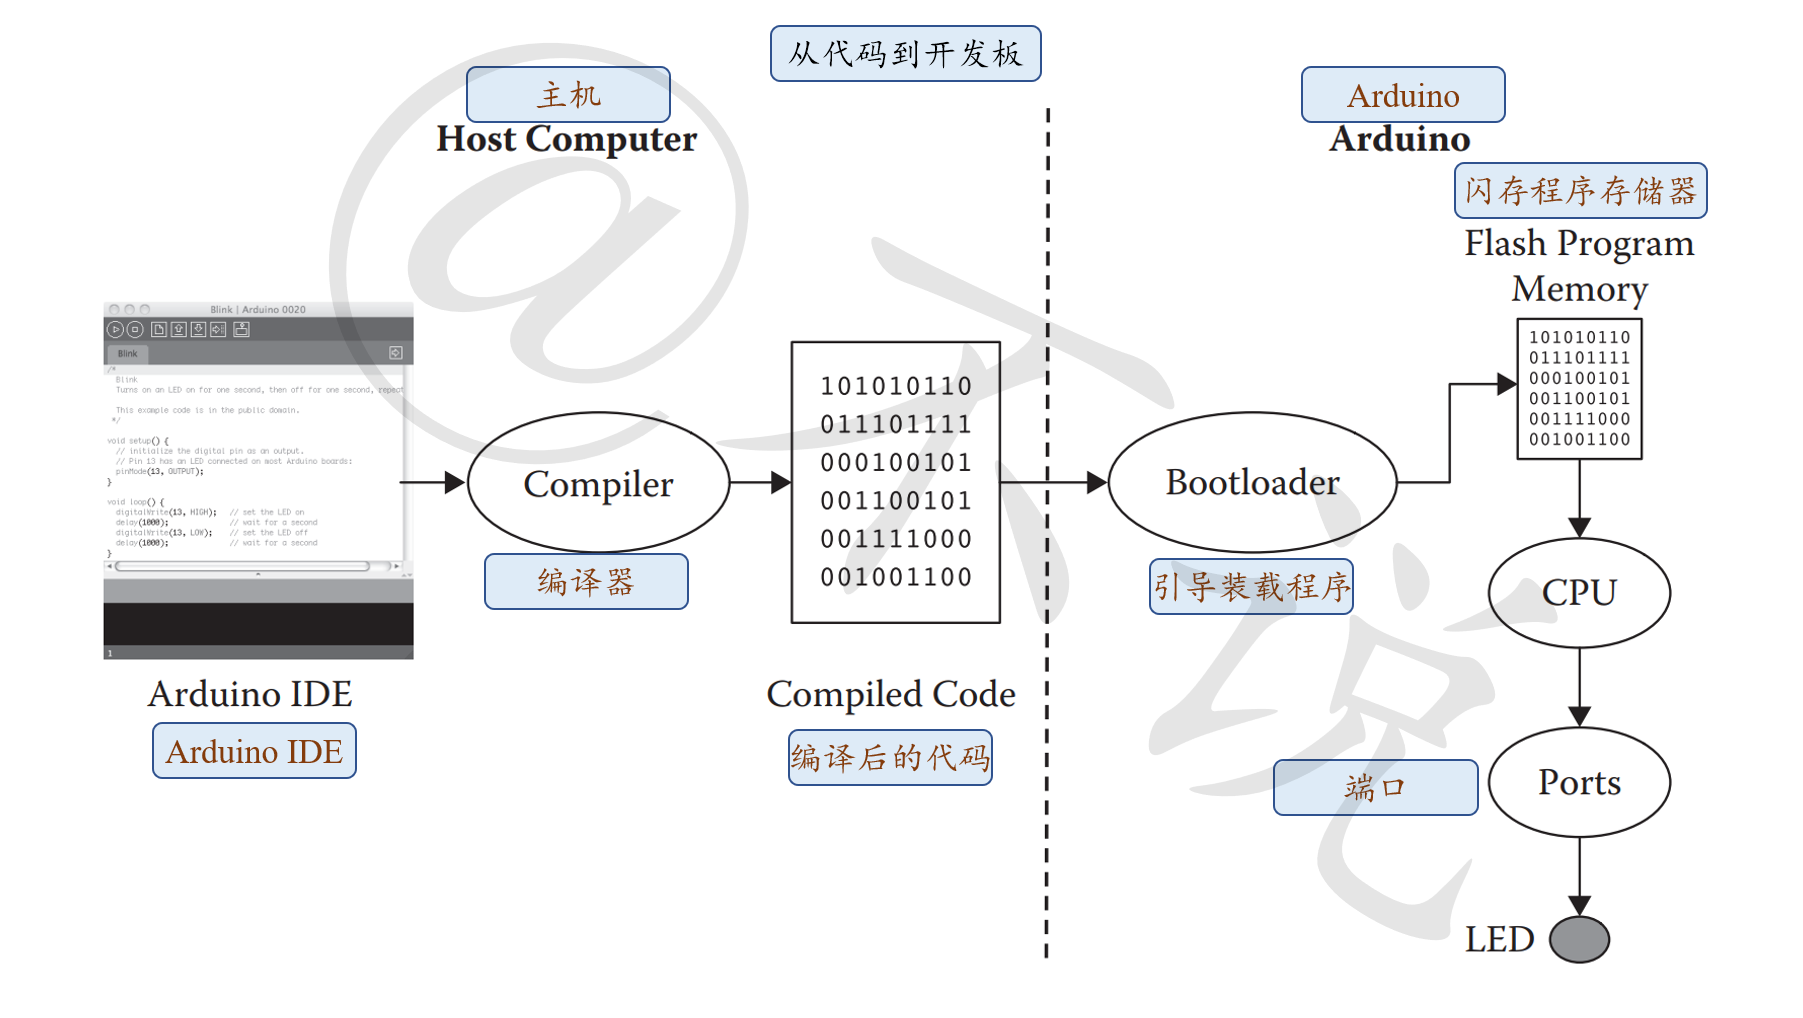 从代码到开发板
主机
Host Computer
Arduino
Arduino
闪存程序存储器
Flash Program
Memory
Blink | Arduino 0020
Blink
/*
Blink
Turns on an LED on for one second, then off for one second, repeat
This example code is in the public domain.
*/
void setup() {
// initialize the digital pin as an output.
// Pin 13 has an LED connected on most Arduino boards:
pinMode(13, OUTPUT);
}
void loop() {
digitalWrite(13, HIGH); // set the LED on
delay(1000); // wait for a second
digitalWrite(13, LOW); // set the LED off
delay(1000); // wait for a second
}
1
Arduino IDE
Arduino IDE
Compiler
编译器
101010110
011101111
000100101
001100101
001111000
001001100
Compiled Code
编译后的代码
Bootloader
引导装载程序
101010110
011101111
000100101
001100101
001111000
001001100
CPU
端口
Ports
LED
@不说